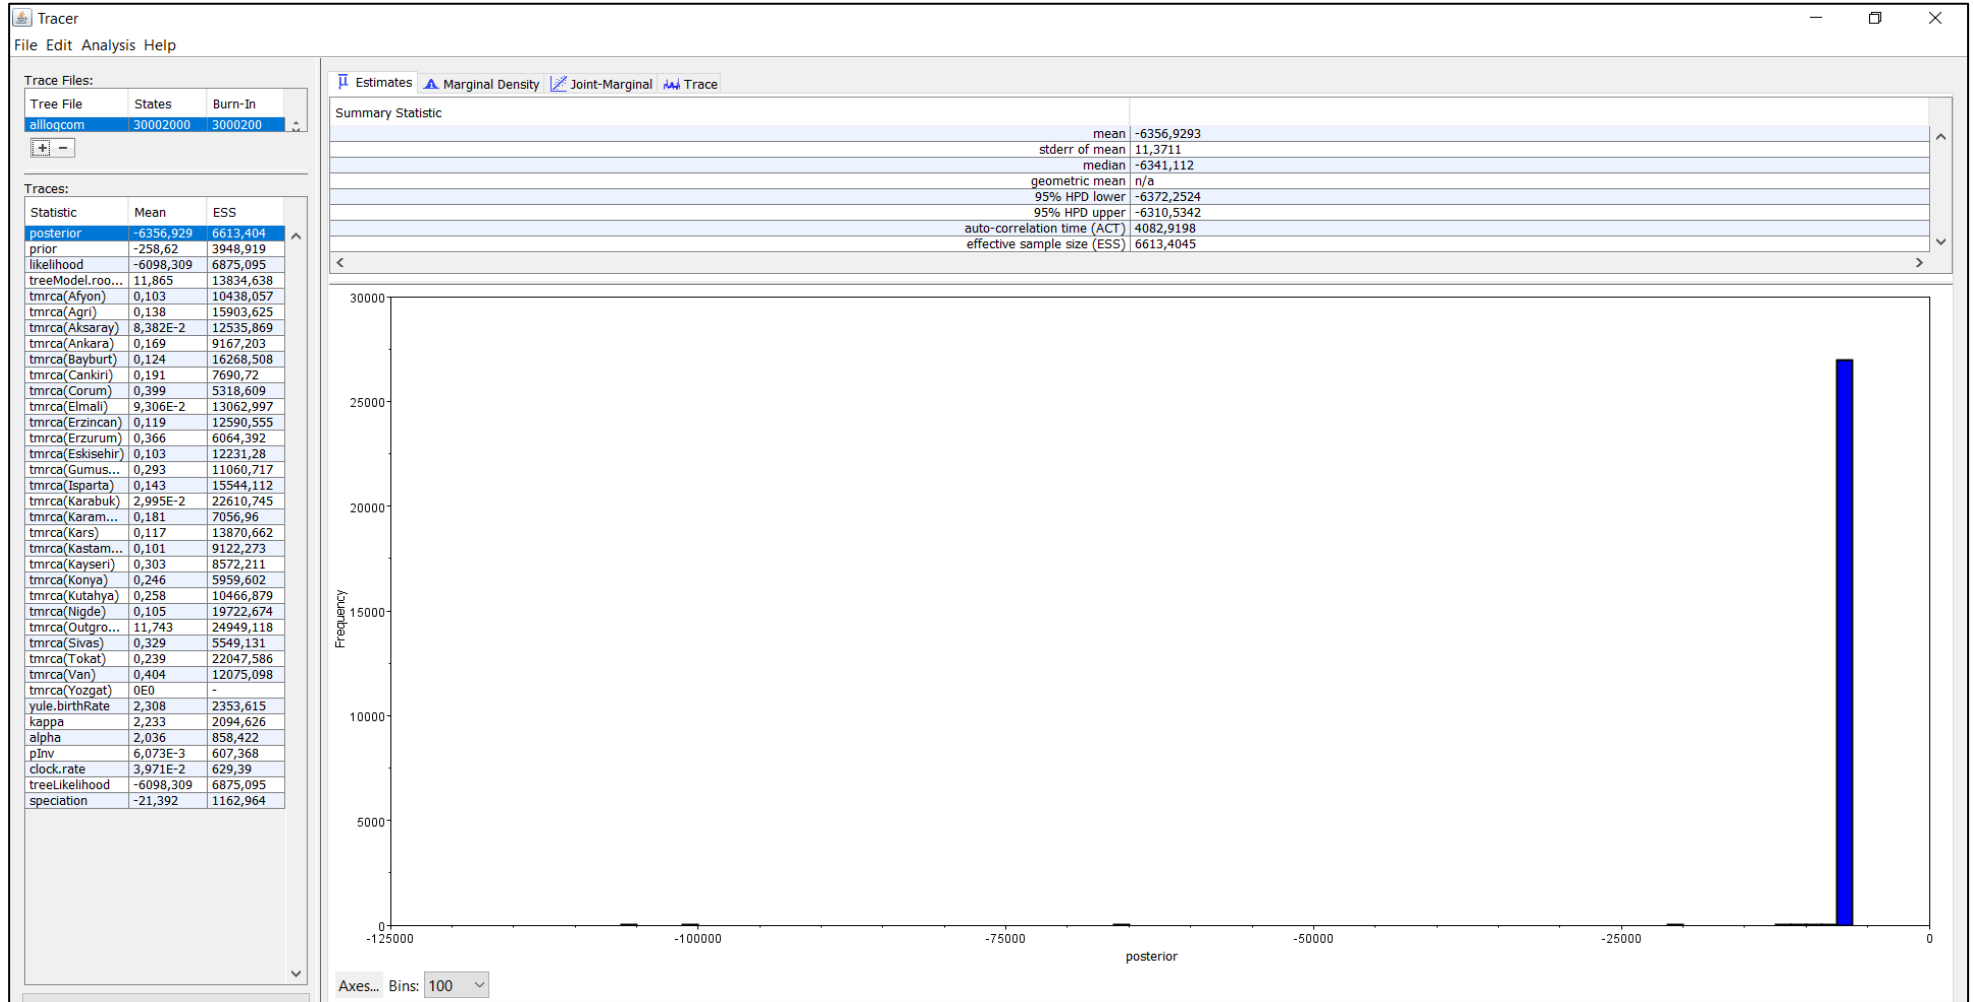 Tracer
File Edit Analysis Help
Trace Files:
Tree File States Burn-In
alllogcom 30002000 3000200
+ -
Traces:
Statistic Mean ESS
posterior -6356,929 6613,404
prior -258,62 3948,919
likelihood -6098,309 6875,095
treeModel.roo... 11,865 13834,638
tmrca(Afyon) 0,103 10438,057
tmrca(Agri) 0,138 15903,625
tmrca(Aksaray) 8,382E-2 12535,869
tmrca(Ankara) 0,169 9167,203
tmrca(Bayburt) 0,124 16268,508
tmrca(Cankiri) 0,191 7690,72
tmrca(Corum) 0,399 5318,609
tmrca(Elmali) 9,306E-2 13062,997
tmrca(Erzincan) 0,119 12590,555
tmrca(Erzurum) 0,366 6064,392
tmrca(Eskisehir) 0,103 12231,28
tmrca(Gumus... 0,293 11060,717
tmrca(Isparta) 0,143 15544,112
tmrca(Karabuk) 2,995E-2 22610,745
tmrca(Karam... 0,181 7056,96
tmrca(Kars) 0,117 13870,662
tmrca(Kastam... 0,101 9122,273
tmrca(Kayseri) 0,303 8572,211
tmrca(Konya) 0,246 5959,602
tmrca(Kutahya) 0,258 10466,879
tmrca(Nigde) 0,105 19722,674
tmrca(Outgro... 11,743 24949,118
tmrca(Sivas) 0,329 5549,131
tmrca(Tokat) 0,239 22047,586
tmrca(Van) 0,404 12075,098
tmrca(Yozgat) 0E0 -
yule.birthRate 2,308 2353,615
kappa 2,233 2094,626
alpha 2,036 858,422
pInv 6,073E-3 607,368
clock.rate 3,971E-2 629,39
treeLikelihood -6098,309 6875,095
speciation -21,392 1162,964
Estimates Marginal Density Joint-Marginal Trace
Summary Statistic
mean -6356,9293
stderr of mean 11,3711
median -6341,112
geometric mean n/a
95% HPD lower -6372,2524
95% HPD upper -6310,5342
auto-correlation time (ACT) 4082,9198
effective sample size (ESS) 6613,4045
30000
25000
20000
15000
10000
5000
0
Frequency
-125000 -100000 -75000 -50000 -25000 0
posterior
Axes... Bins: 100